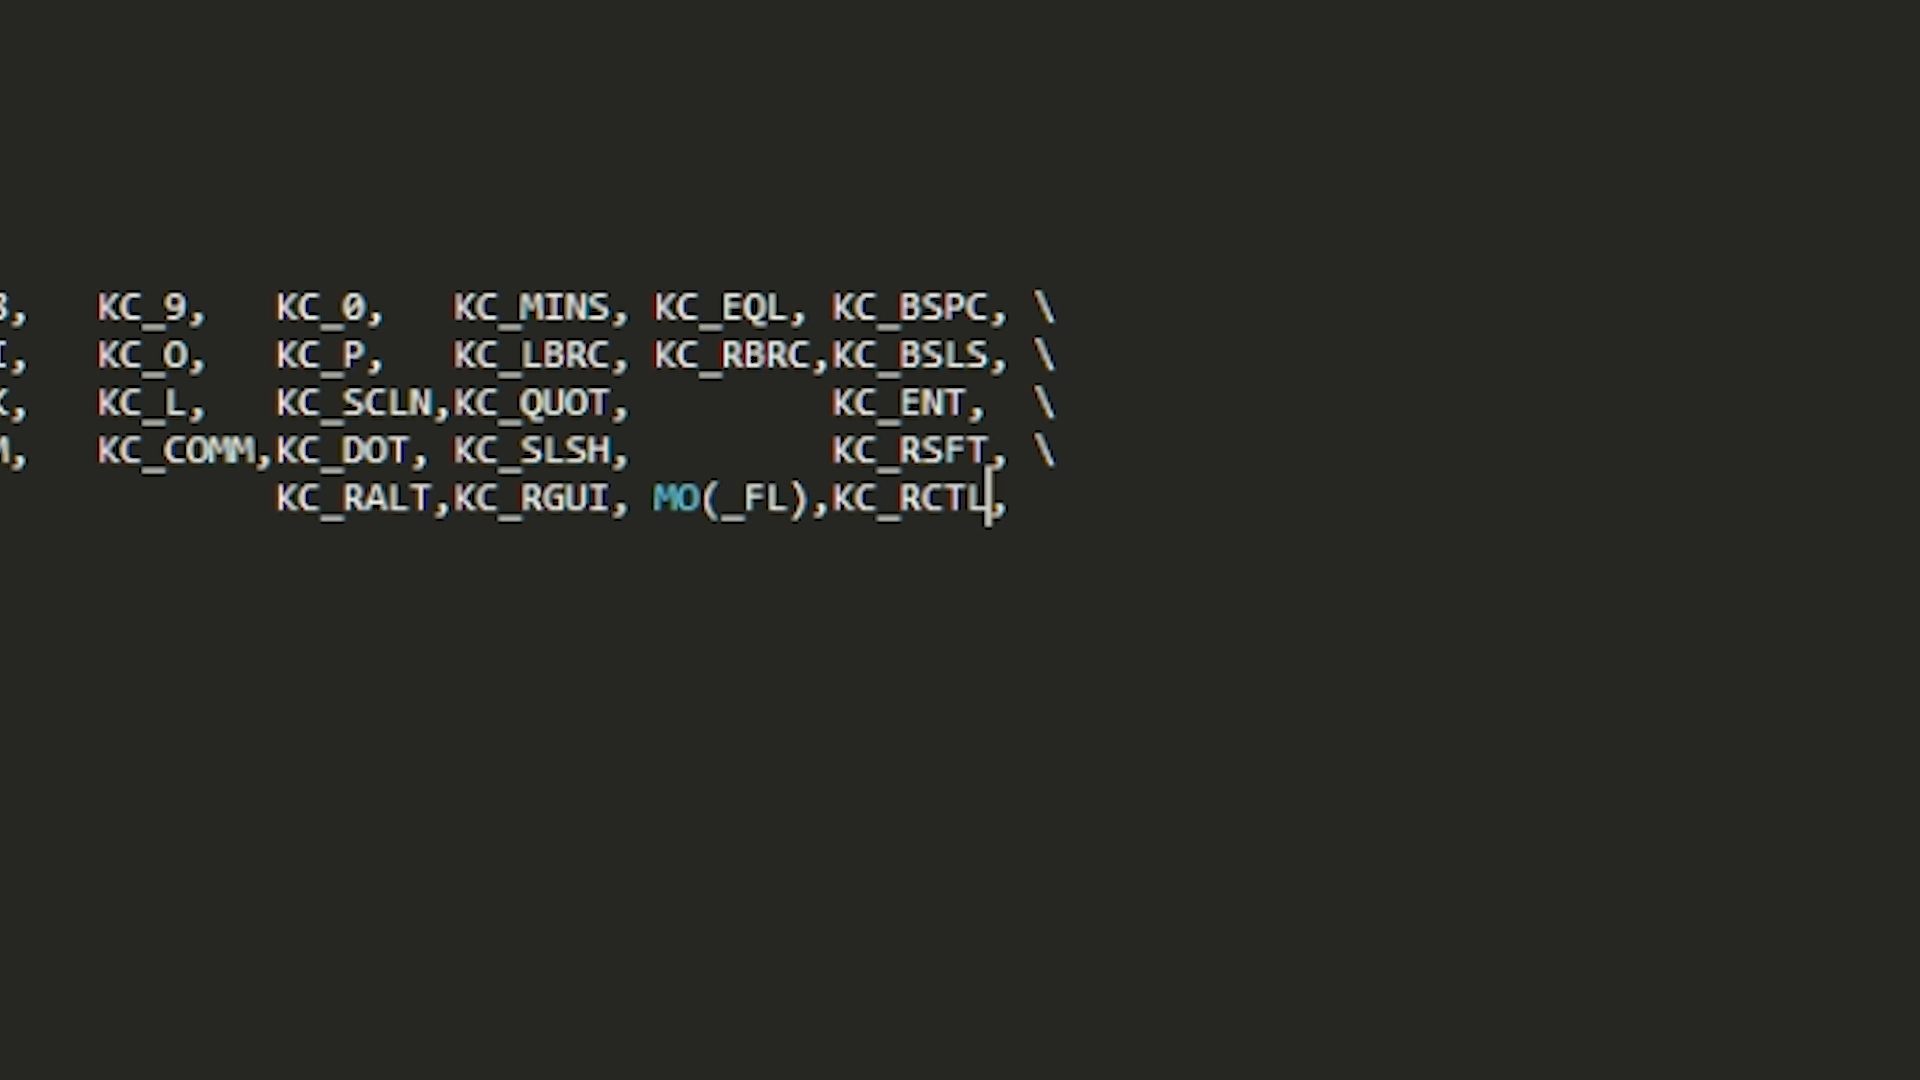 KC_9, KC_0, KC_MINS, KC_EQL, KC_BSPC, \
KC_O, KC_P, KC_LBRC, KC_RBRC,KC_BSLS, \
KC_L, KC_SCLN,KC_QUOT, KC_ENT, \
KC_COMM,KC_DOT, KC_SLSH, KC_RSFT, \
KC_RALT,KC_RGUI, MO(_FL),KC_RCTL,